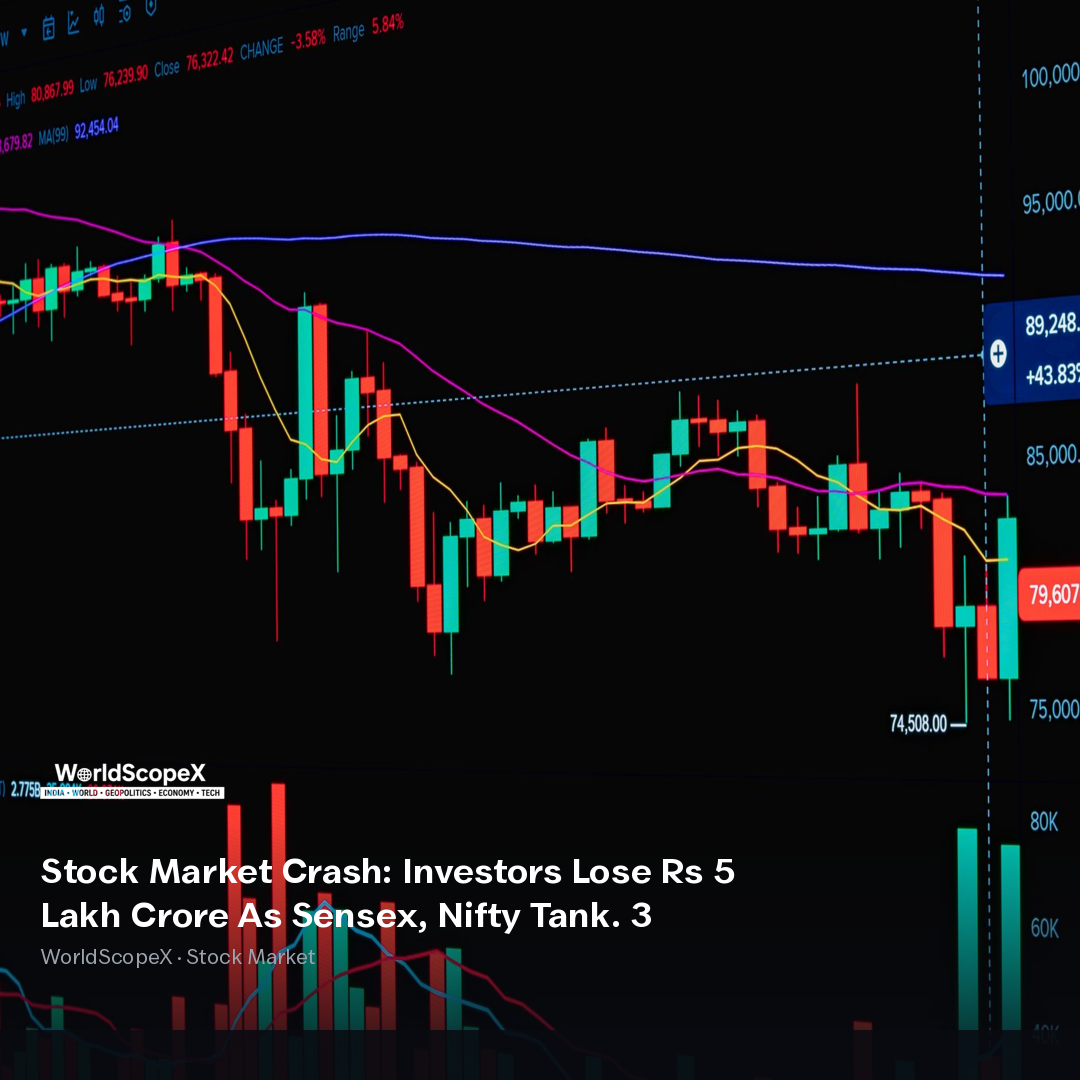 High 80,867.99 Low 76,239.90 Close 76,322.42 CHANGE -3.58% Range 5.84%
MA(99) 92,454.04
100,000
95,000.
89,248.
+43.83%
85,000.
79,607
74,508.00
75,000
WorldScopeX
2.775B
INDIA • WORLD • GEOPOLITICS • ECONOMY • TECH
80K
Stock Market Crash: Investors Lose Rs 5
Lakh Crore As Sensex, Nifty Tank. 3
60K
WorldScopeX · Stock Market
40K